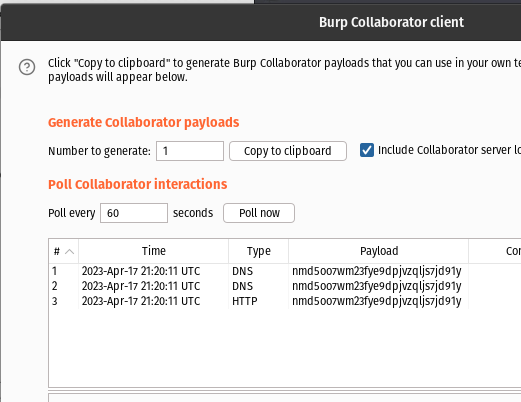 Burp Collaborator client
Click "Copy to clipboard" to generate Burp Collaborator payloads that you can use in your own te
payloads will appear below.
Generate Collaborator payloads
Number to generate: 1 Copy to clipboard Include Collaborator server lo
Poll Collaborator interactions
Poll every 60 seconds Poll now
# Time Type Payload Con
1 2023-Apr-17 21:20:11 UTC DNS nmd5oo7wm23fye9dpjvzqljs7jd91y
2 2023-Apr-17 21:20:11 UTC DNS nmd5oo7wm23fye9dpjvzqljs7jd91y
3 2023-Apr-17 21:20:11 UTC HTTP nmd5oo7wm23fye9dpjvzqljs7jd91y